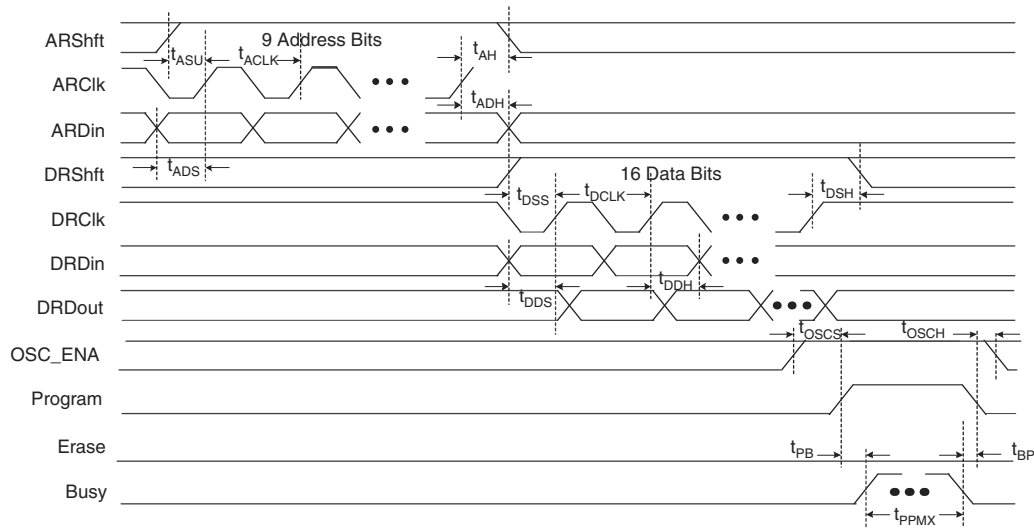 ARShft
9 Address Bits
tASU
tACLK
tAH
ARClk
tADH
ARDin
tADS
DRShft
16 Data Bits
tDSS
tDCLK
tDSH
DRClk
DRDin
tDDS
tDDH
DRDout
tOSCS
tOSCH
OSC_ENA
Program
Erase
tPB
tBP
Busy
tPPMX